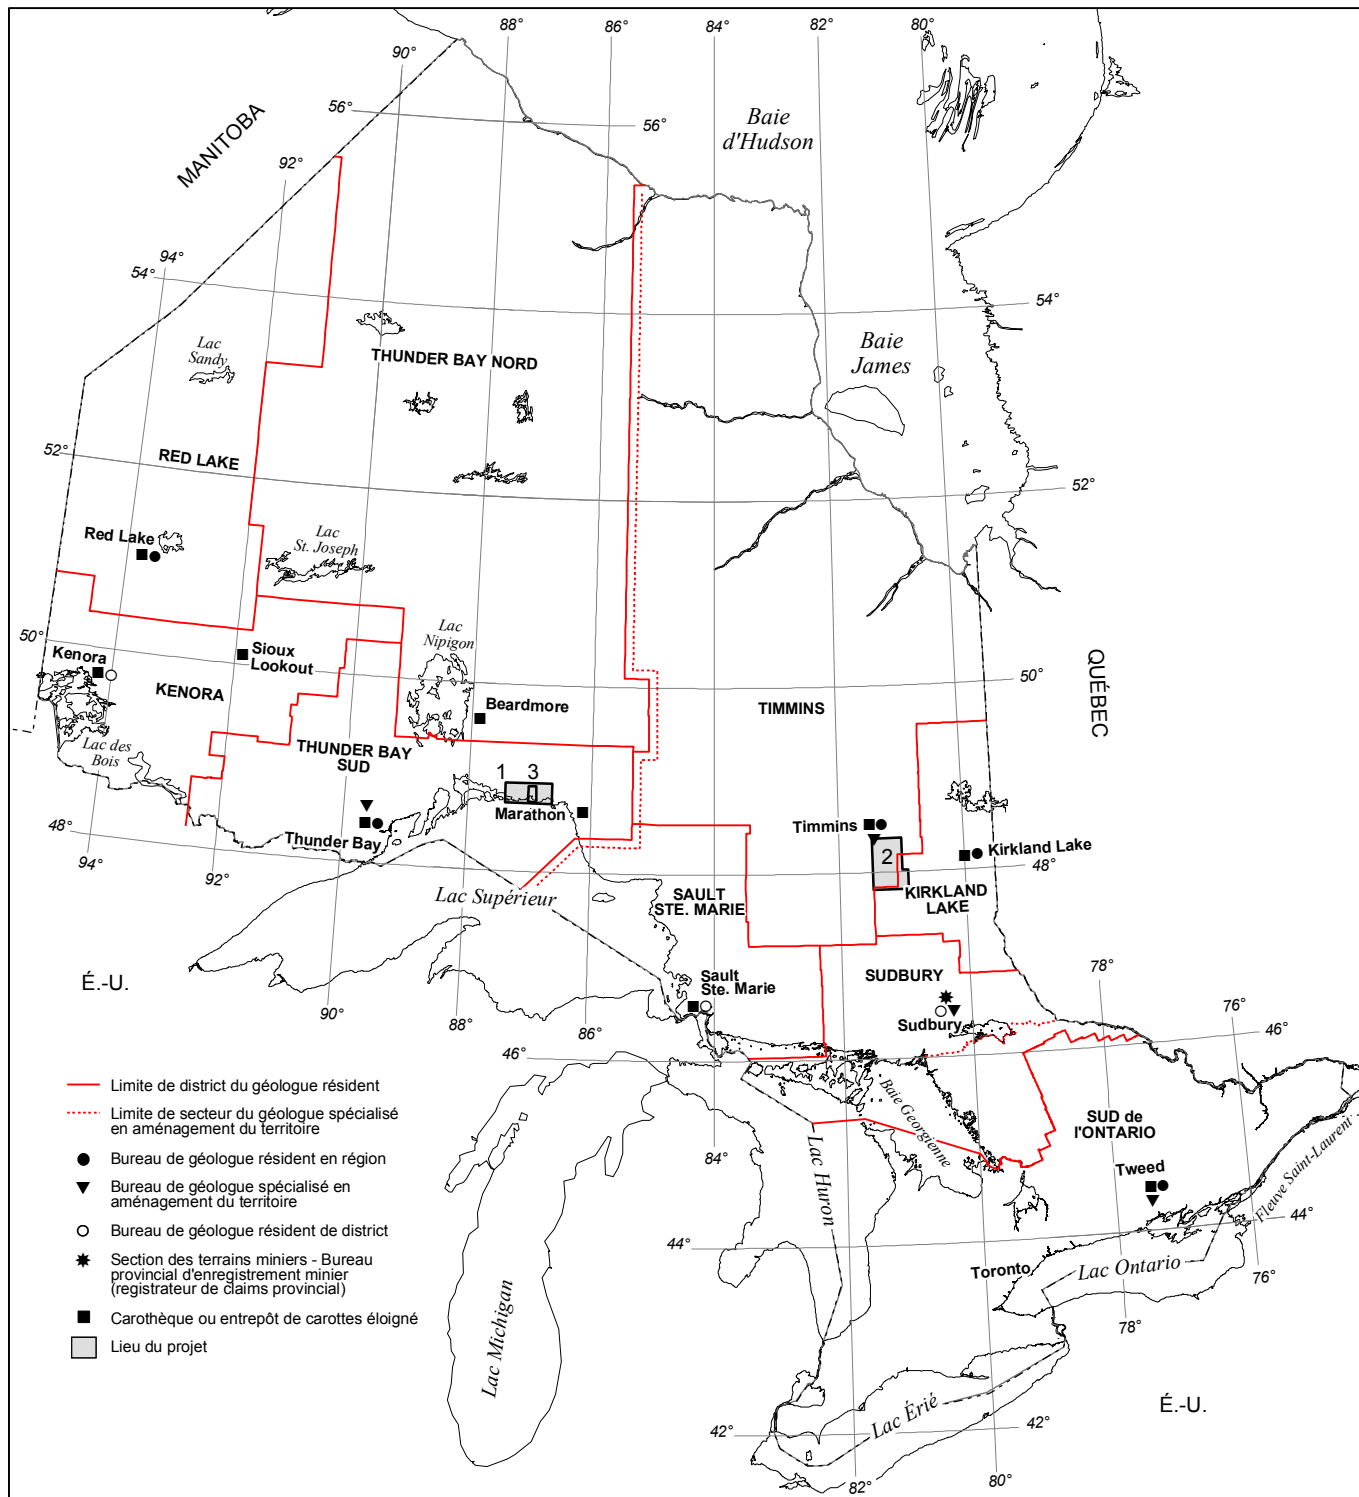 88°
86°
84°
82°
80°
90°
56°
56°
Baie
d'Hudson
MANITOBA
92°
94°
54°
54°
Lac
Sandy
THUNDER BAY NORD
Baie
James
52°
RED LAKE
52°
Red Lake
Lac
St. Joseph
50°
Kenora
Sioux
Lookout
Lac
Nipigon
50°
QUÉBEC
KENORA
Beardmore
TIMMINS
Lac des
Bois
THUNDER BAY
SUD
1
3
Marathon
Timmins
2
Kirkland Lake
48°
Thunder Bay
48°
94°
92°
Lac Supérieur
SAULT
STE. MARIE
KIRKLAND
LAKE
É.-U.
Sault
Ste. Marie
SUDBURY
Sudbury
78°
76°
90°
88°
86°
46°
46°
Baie Georgienne
SUD de
l'ONTARIO
84°
Tweed
Lac Huron
Fleuve Saint-Laurent
44°
44°
Toronto
Lac Ontario
76°
78°
Lac Michigan
Lac Érié
É.-U.
42°
42°
82°
80°
Limite de district du géologue résident
Limite de secteur du géologue spécialisé
en aménagement du territoire
Bureau de géologue résident en région
Bureau de géologue spécialisé en
aménagement du territoire
Bureau de géologue résident de district
Section des terrains miniers - Bureau
provincial d'enregistrement minier
(registrateur de claims provincial)
Carothèque ou entrepôt de carottes éloigné
Lieu du projet